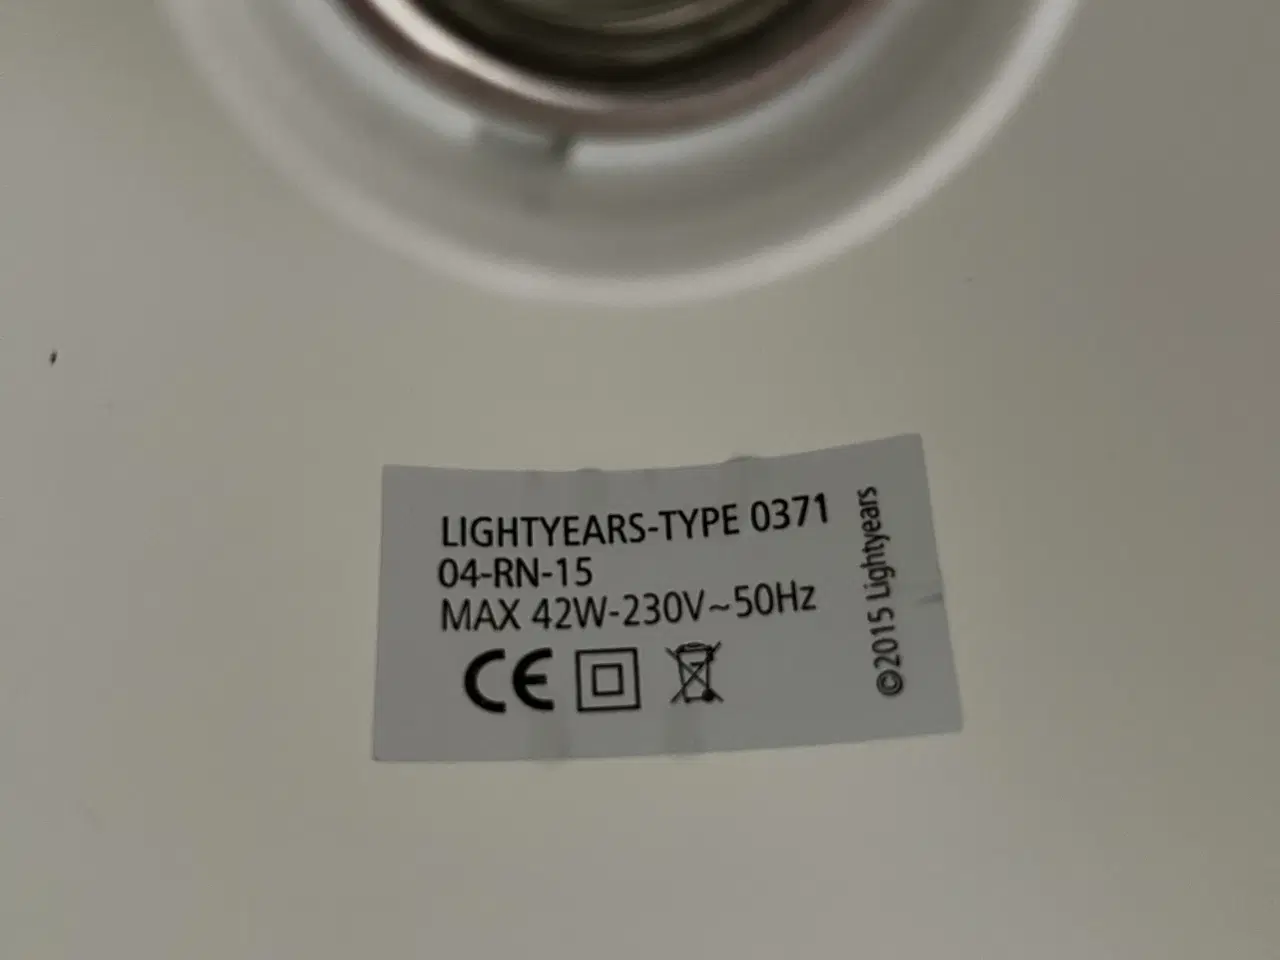 LIGHTYEARS-TYPE 0371
04-RN-15
MAX 42W-230V~50Hz
CE
©2015 Lightyears